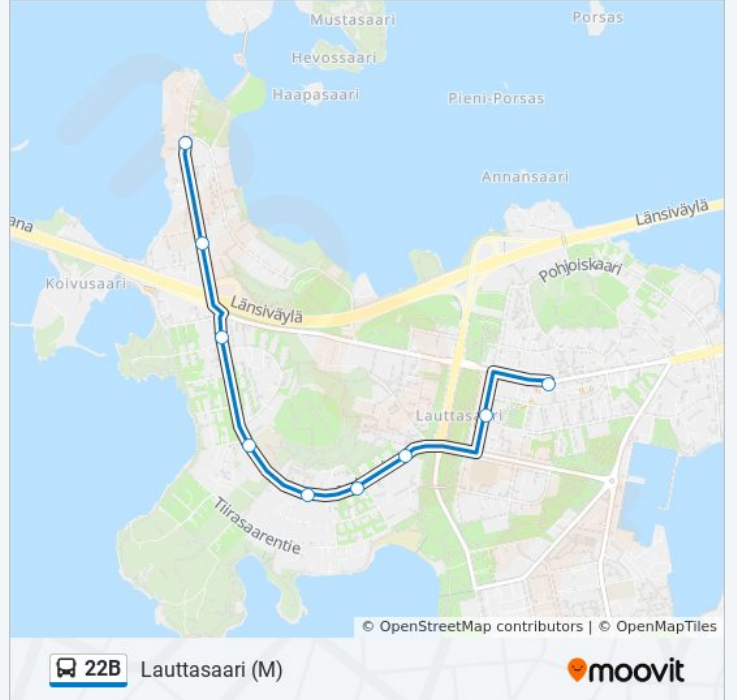 Mustasaari
Porsas
Hevossaari
Haapasaari
Pieni-Porsas
Annansaari
Länsiväylä
ana
Pohjoiskaari
Koivusaari
Länsiväylä
Lauttasaari
Tiirasaarentie
© OpenStreetMap contributors | © OpenMapTiles
22B Lauttasaari (M)
moovit